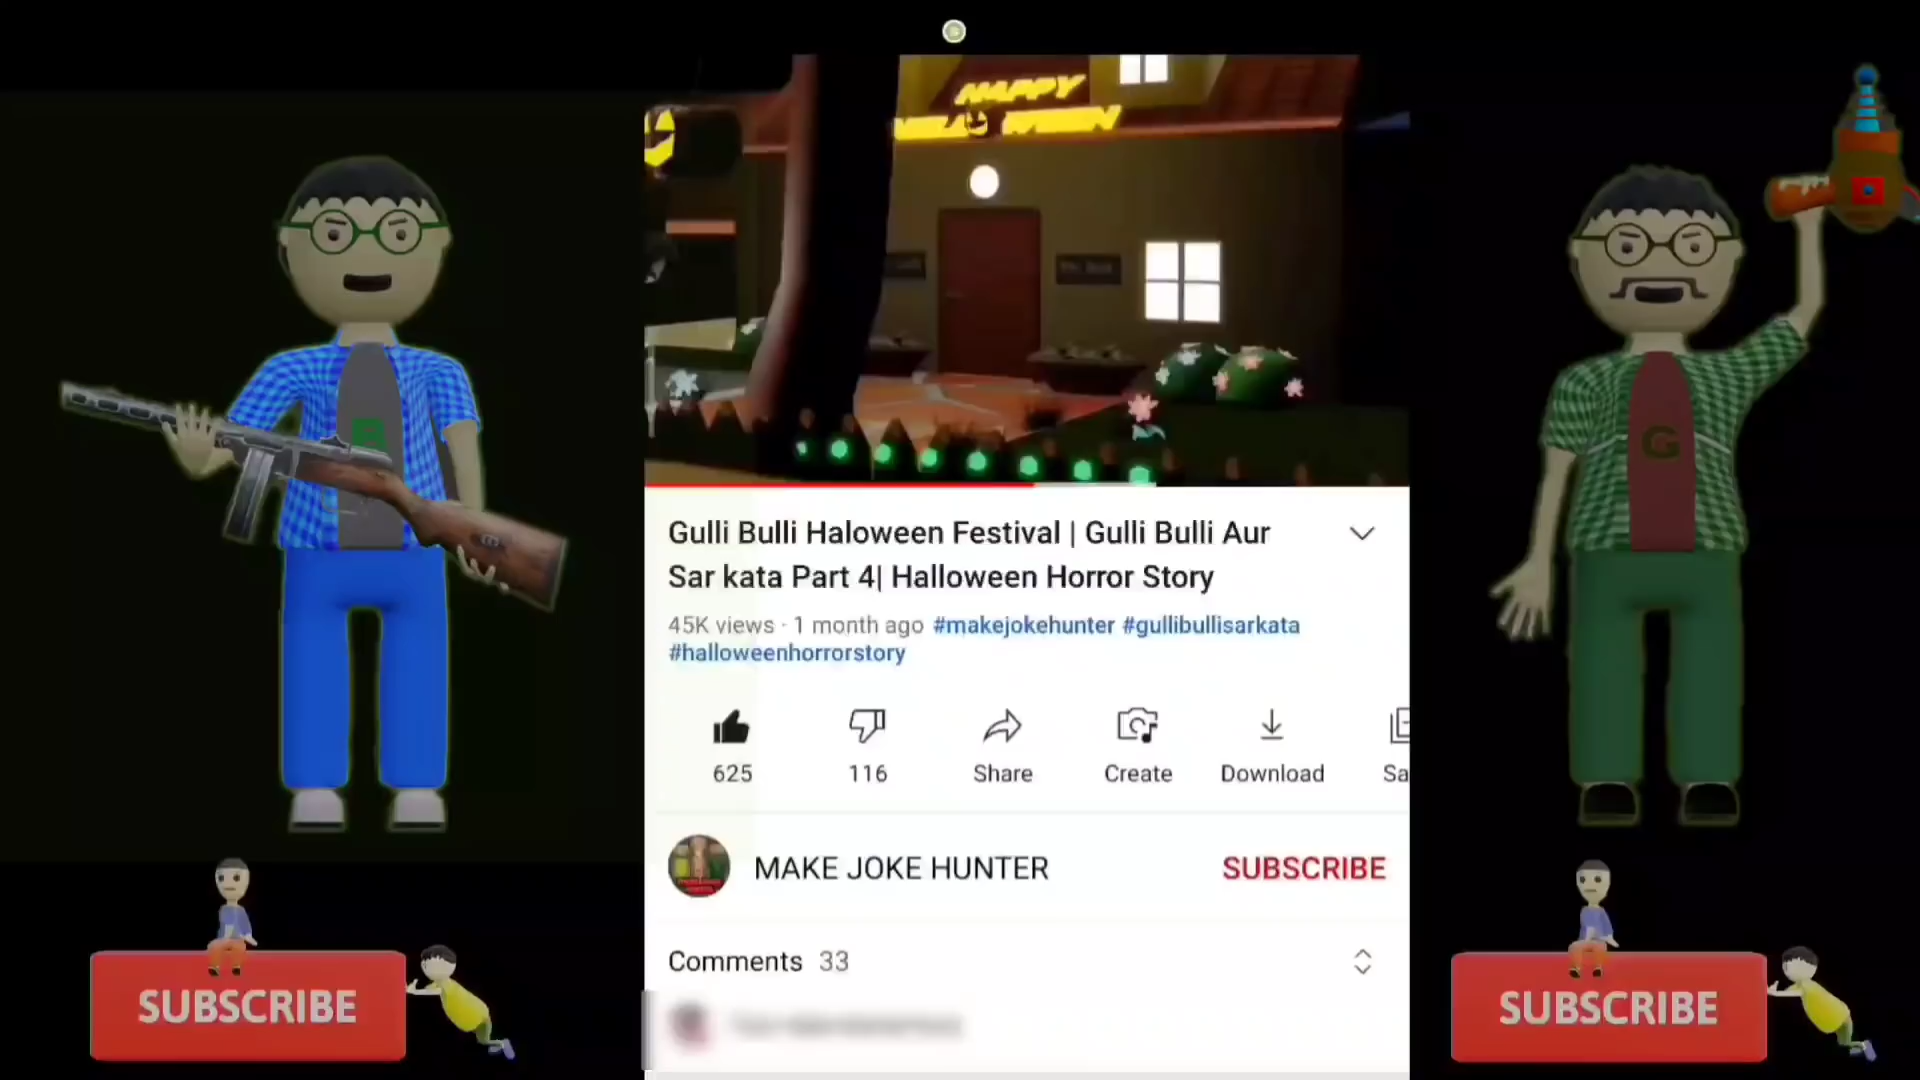 HAPPY
B
G
Gulli Bulli Haloween Festival | Gulli Bulli Aur
Sar kata Part 4| Halloween Horror Story
45K views · 1 month ago #makejokehunter #gullibullisarkata
#halloweenhorrorstory
625
116
Share
Create
Download
Sa
MAKE JOKE HUNTER
SUBSCRIBE
Comments 33
SUBSCRIBE
SUBSCRIBE